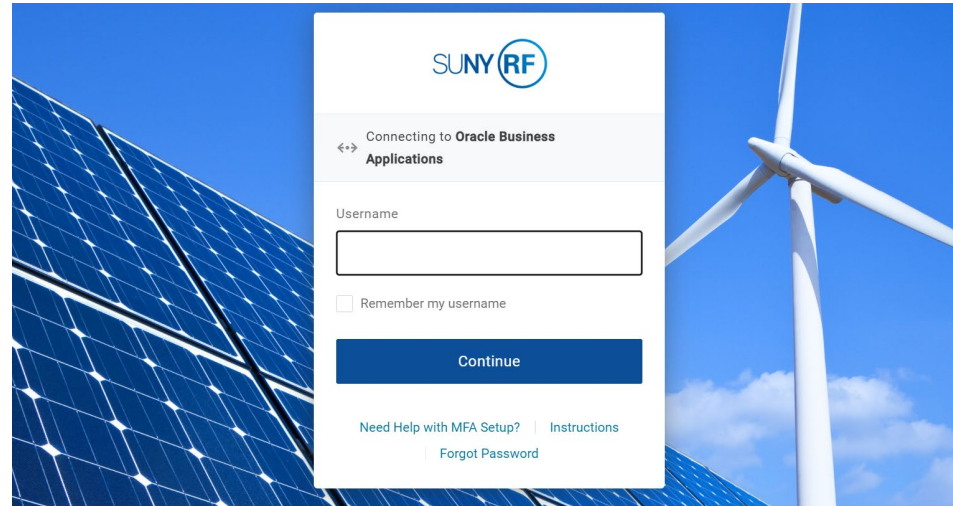 SUNY RF
Connecting to Oracle Business
Applications
Username
Remember my username
Continue
Need Help with MFA Setup?
Instructions
Forgot Password